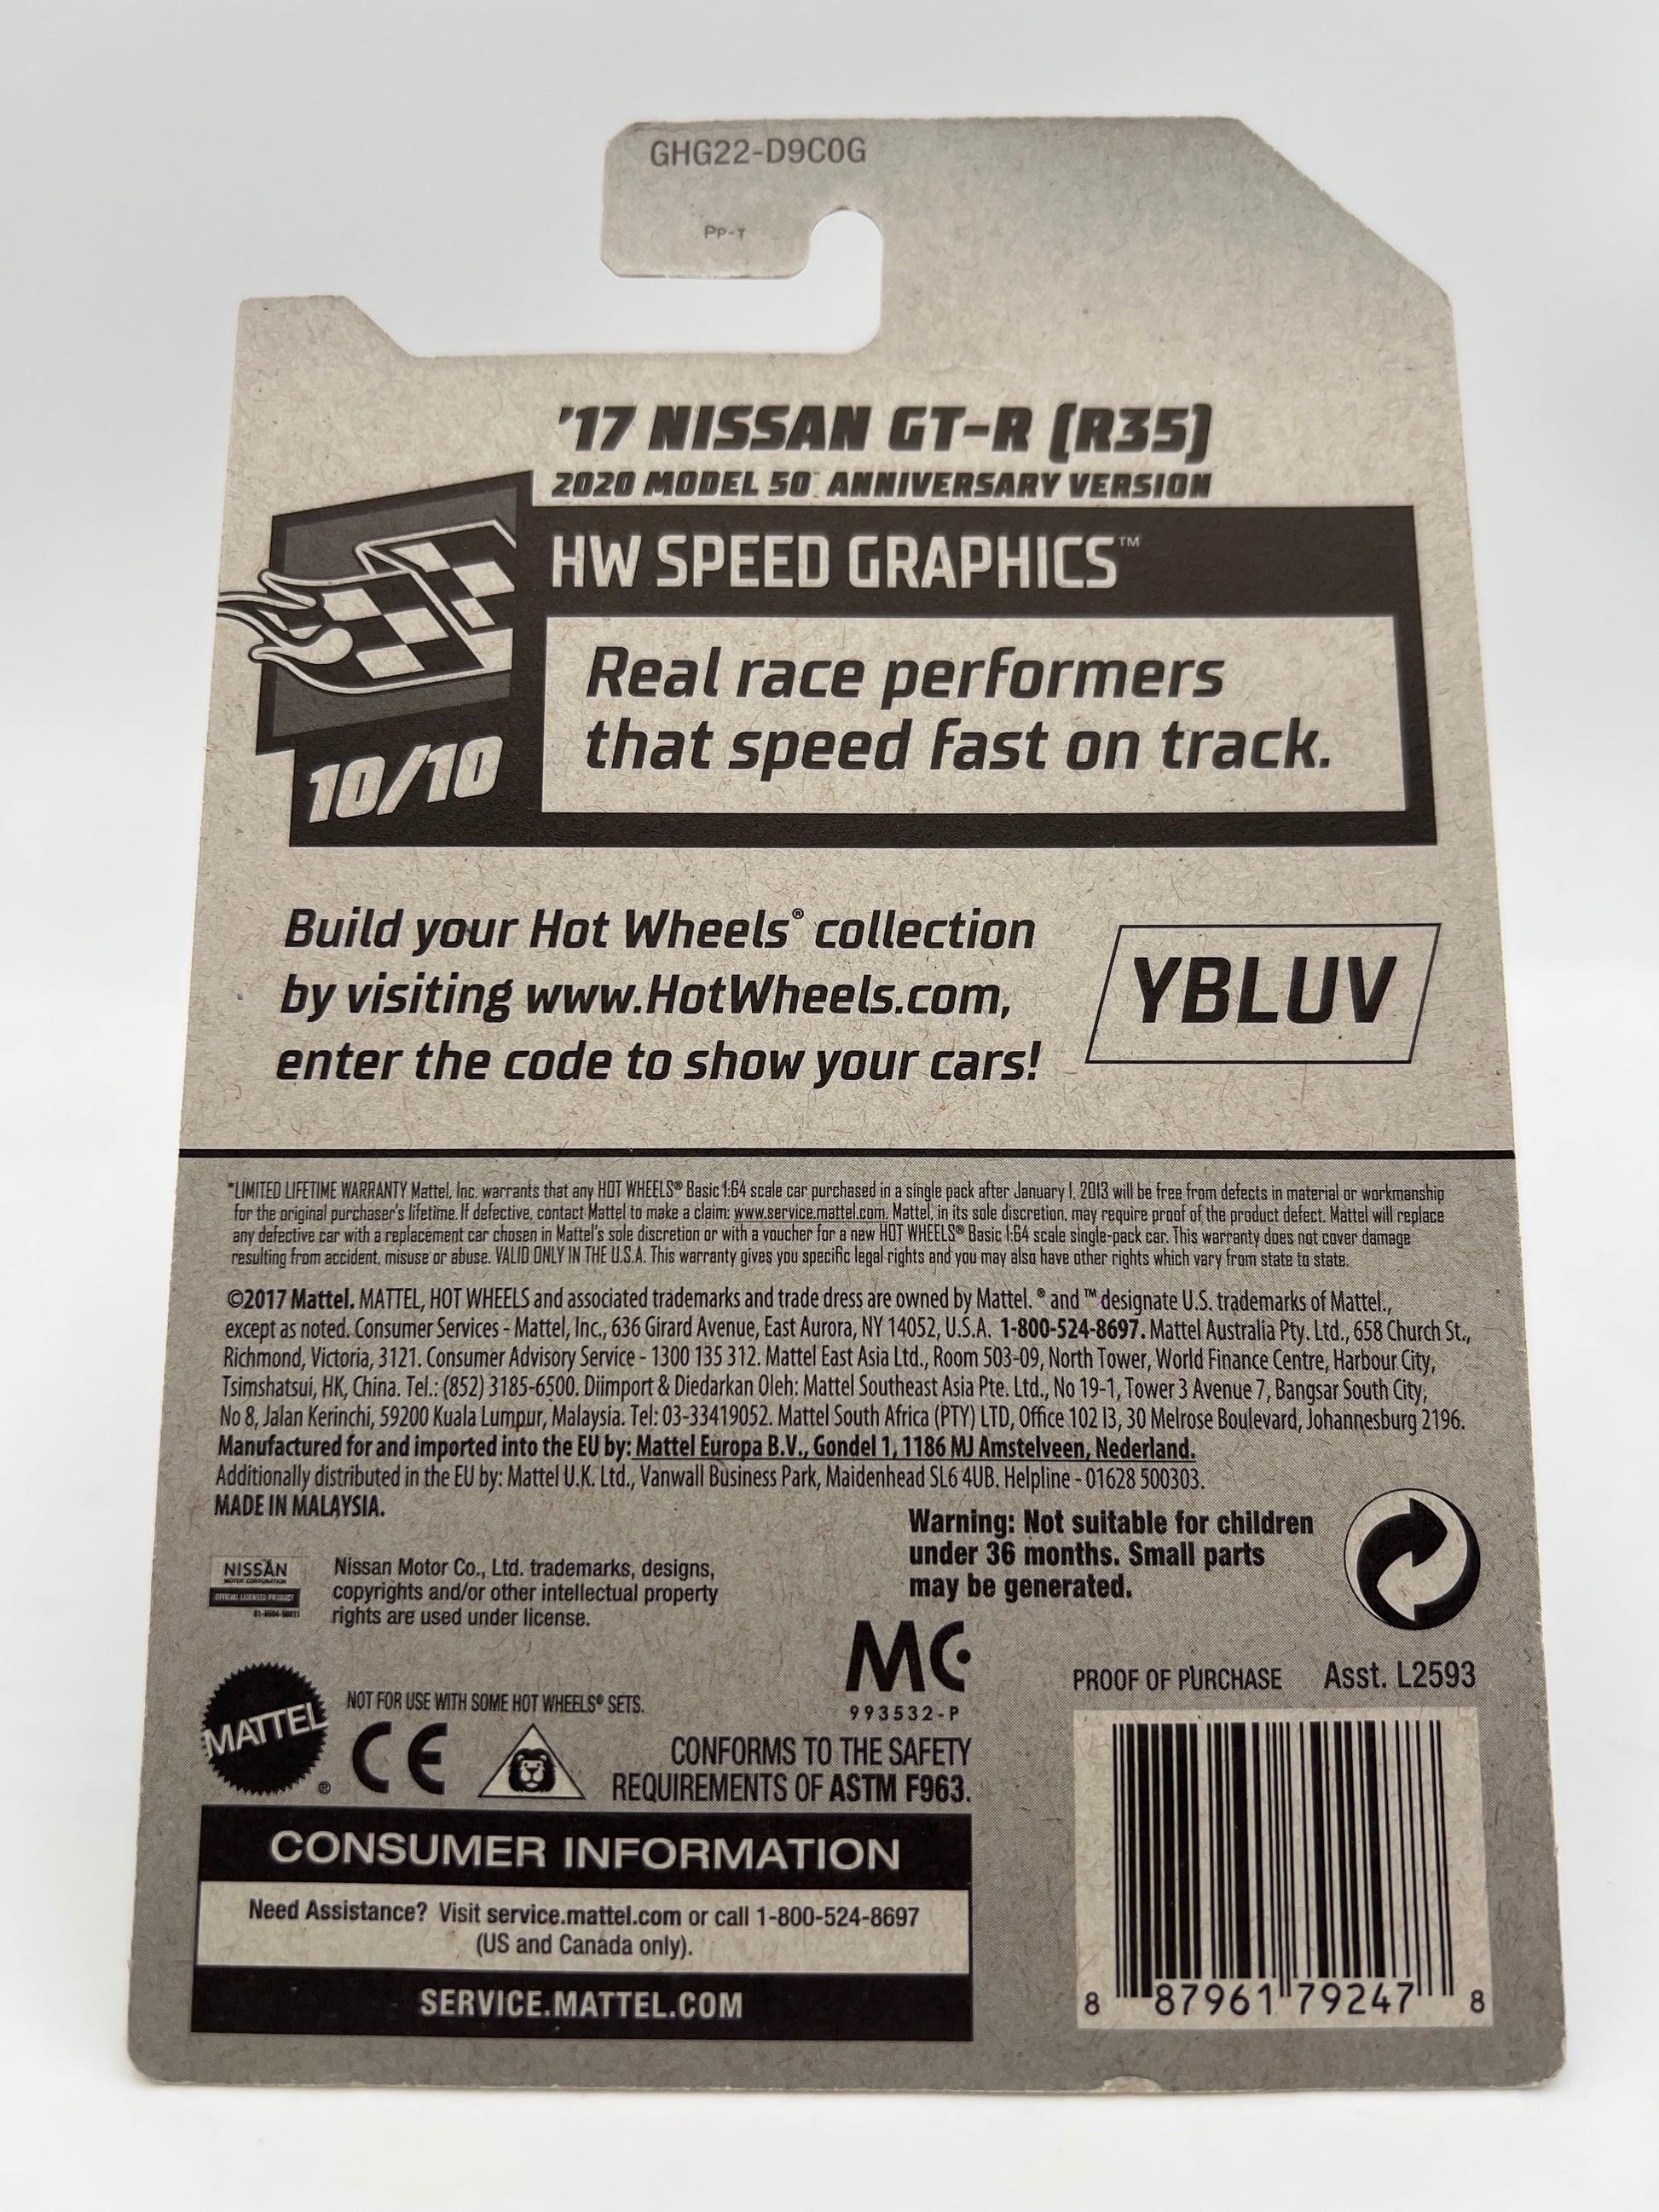 GHG22-D9C0G
PP-T
'17 NISSAN GT-R (R35)
2020 MODEL 50™ ANNIVERSARY VERSION
HW SPEED GRAPHICS™
Real race performers
that speed fast on track.
10/10
Build your Hot Wheels® collection
by visiting www.HotWheels.com,
enter the code to show your cars!
YBLUV
*LIMITED LIFETIME WARRANTY Mattel, Inc. warrants that any HOT WHEELS® Basic 1:64 scale car purchased in a single pack after January 1, 2013 will be free from defects in material or workmanship
for the original purchaser's lifetime. If defective, contact Mattel to make a claim: www.service.mattel.com. Mattel, in its sole discretion, may require proof of the product defect. Mattel will replace
any defective car with a replacement car chosen in Mattel's sole discretion or with a voucher for a new HOT WHEELS® Basic 1:64 scale single-pack car. This warranty does not cover damage
resulting from accident, misuse or abuse. VALID ONLY IN THE U.S.A. This warranty gives you specific legal rights and you may also have other rights which vary from state to state.
©2017 Mattel. MATTEL, HOT WHEELS and associated trademarks and trade dress are owned by Mattel. ® and ™ designate U.S. trademarks of Mattel.,
except as noted. Consumer Services - Mattel, Inc., 636 Girard Avenue, East Aurora, NY 14052, U.S.A. 1-800-524-8697. Mattel Australia Pty. Ltd., 658 Church St.,
Richmond, Victoria, 3121. Consumer Advisory Service - 1300 135 312. Mattel East Asia Ltd., Room 503-09, North Tower, World Finance Centre, Harbour City,
Tsimshatsui, HK, China. Tel.: (852) 3185-6500. Diimport & Diedarkan Oleh: Mattel Southeast Asia Pte. Ltd., No 19-1, Tower 3 Avenue 7, Bangsar South City,
No 8, Jalan Kerinchi, 59200 Kuala Lumpur, Malaysia. Tel: 03-33419052. Mattel South Africa (PTY) LTD, Office 102 I3, 30 Melrose Boulevard, Johannesburg 2196.
Manufactured for and imported into the EU by: Mattel Europa B.V., Gondel 1, 1186 MJ Amstelveen, Nederland.
Additionally distributed in the EU by: Mattel U.K. Ltd., Vanwall Business Park, Maidenhead SL6 4UB. Helpline - 01628 500303.
MADE IN MALAYSIA.
Warning: Not suitable for children
under 36 months. Small parts
may be generated.
NISSAN
MOTOR CORPORATION
OFFICIAL LICENSED PRODUCT
Nissan Motor Co., Ltd. trademarks, designs,
copyrights and/or other intellectual property
rights are used under license.
MC
993532-P
PROOF OF PURCHASE Asst. L2593
MATTEL®
NOT FOR USE WITH SOME HOT WHEELS® SETS.
CE
CONFORMS TO THE SAFETY
REQUIREMENTS OF ASTM F963.
CONSUMER INFORMATION
Need Assistance? Visit service.mattel.com or call 1-800-524-8697
(US and Canada only).
SERVICE.MATTEL.COM
8 87961 79247 8